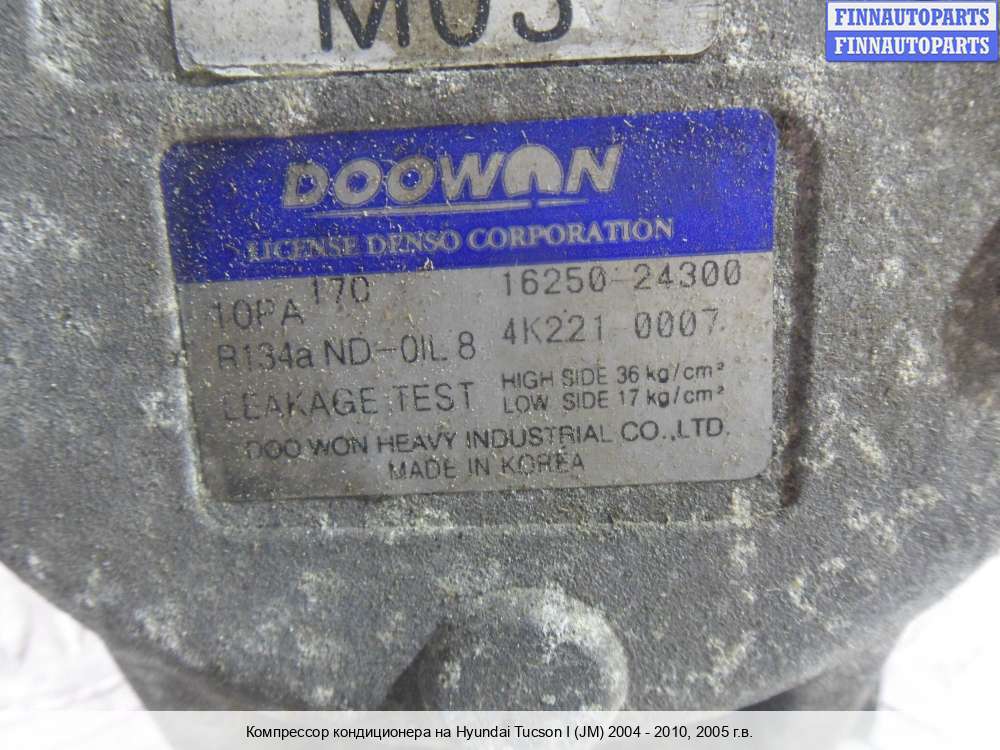 M05
FINNAUTOPARTS
FINNAUTOPARTS
DOOWON
LICENSE DENSO CORPORATION
10PA 17C 16250-24300
R134a ND-OIL 8 4K221 0007
LEAKAGE TEST HIGH SIDE 36 kg/cm²
LOW SIDE 17 kg/cm²
DOO WON HEAVY INDUSTRIAL CO.,LTD.
MADE IN KOREA
Компрессор кондиционера на Hyundai Tucson I (JM) 2004 - 2010, 2005 г.в.